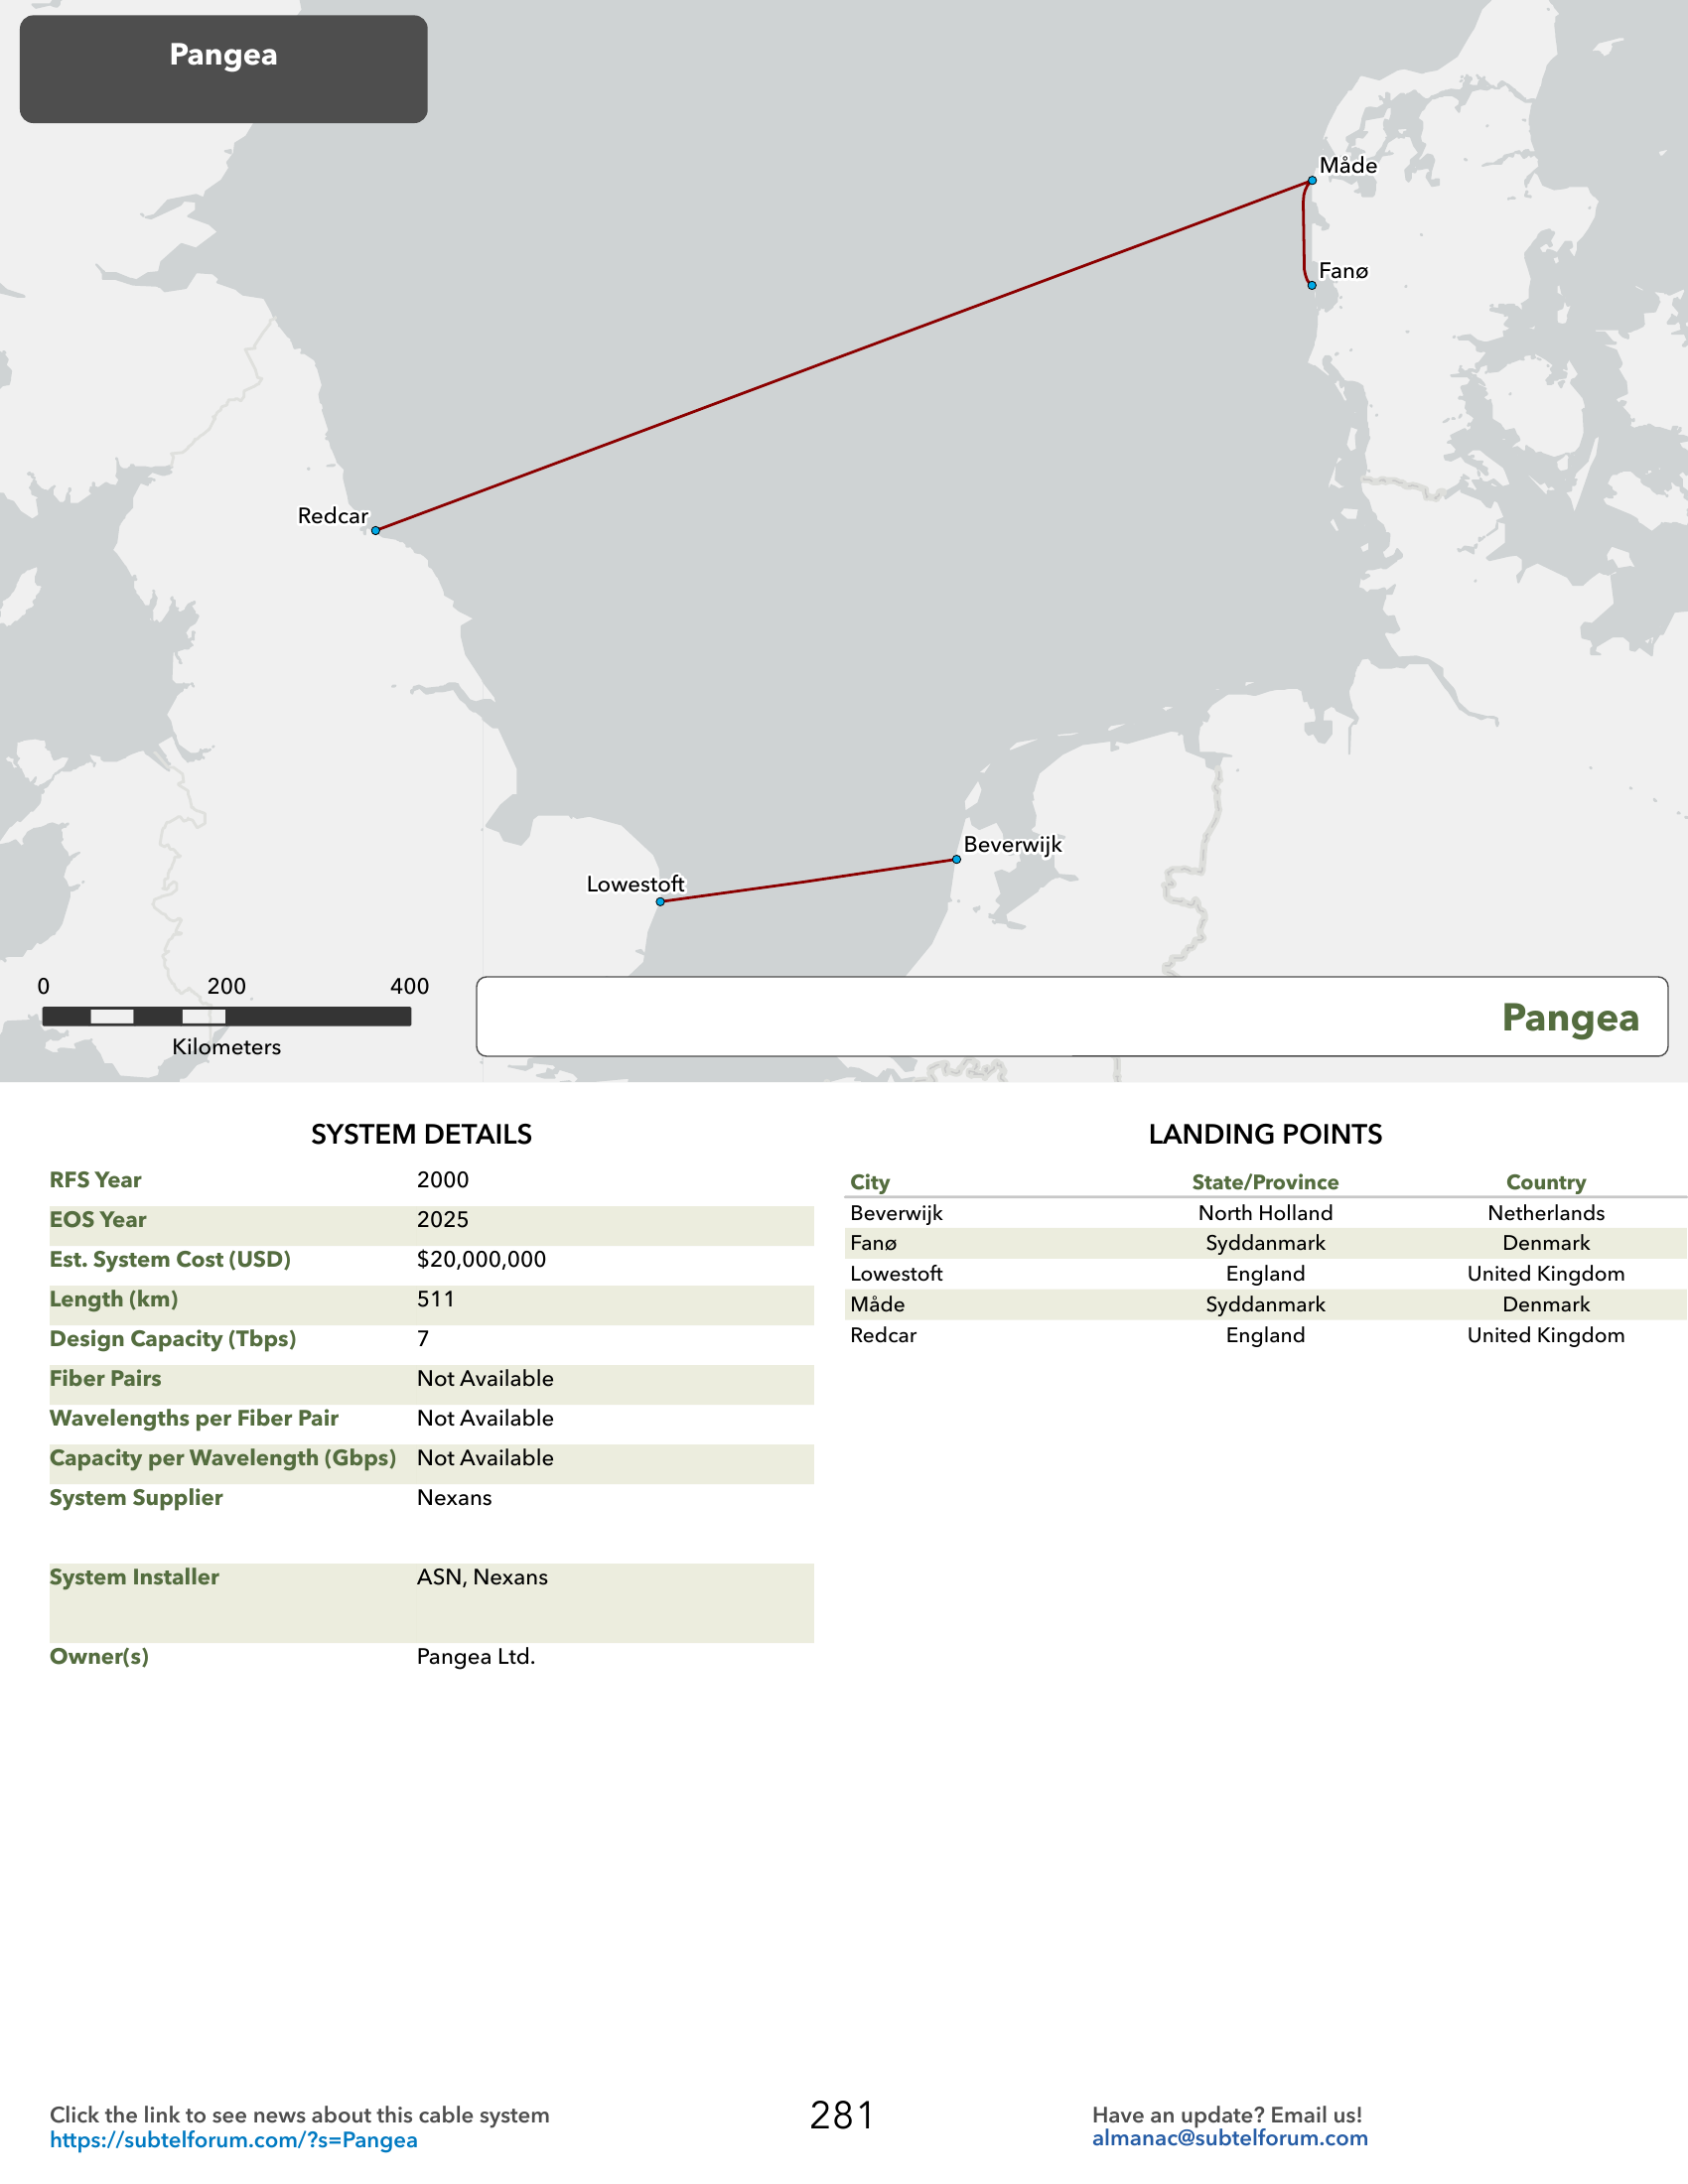 Pangea
Måde
Fanø
Redcar
Beverwijk
Lowestoft
0 200 400
Kilometers
Pangea
SYSTEM DETAILS
RFS Year 2000
EOS Year 2025
Est. System Cost (USD) $20,000,000
Length (km) 511
Design Capacity (Tbps) 7
Fiber Pairs Not Available
Wavelengths per Fiber Pair Not Available
Capacity per Wavelength (Gbps) Not Available
System Supplier Nexans
System Installer ASN, Nexans
Owner(s) Pangea Ltd.
LANDING POINTS
City State/Province Country
Beverwijk North Holland Netherlands
Fanø Syddanmark Denmark
Lowestoft England United Kingdom
Måde Syddanmark Denmark
Redcar England United Kingdom
Click the link to see news about this cable system
https://subtelforum.com/?s=Pangea
281
Have an update? Email us!
almanac@subtelforum.com